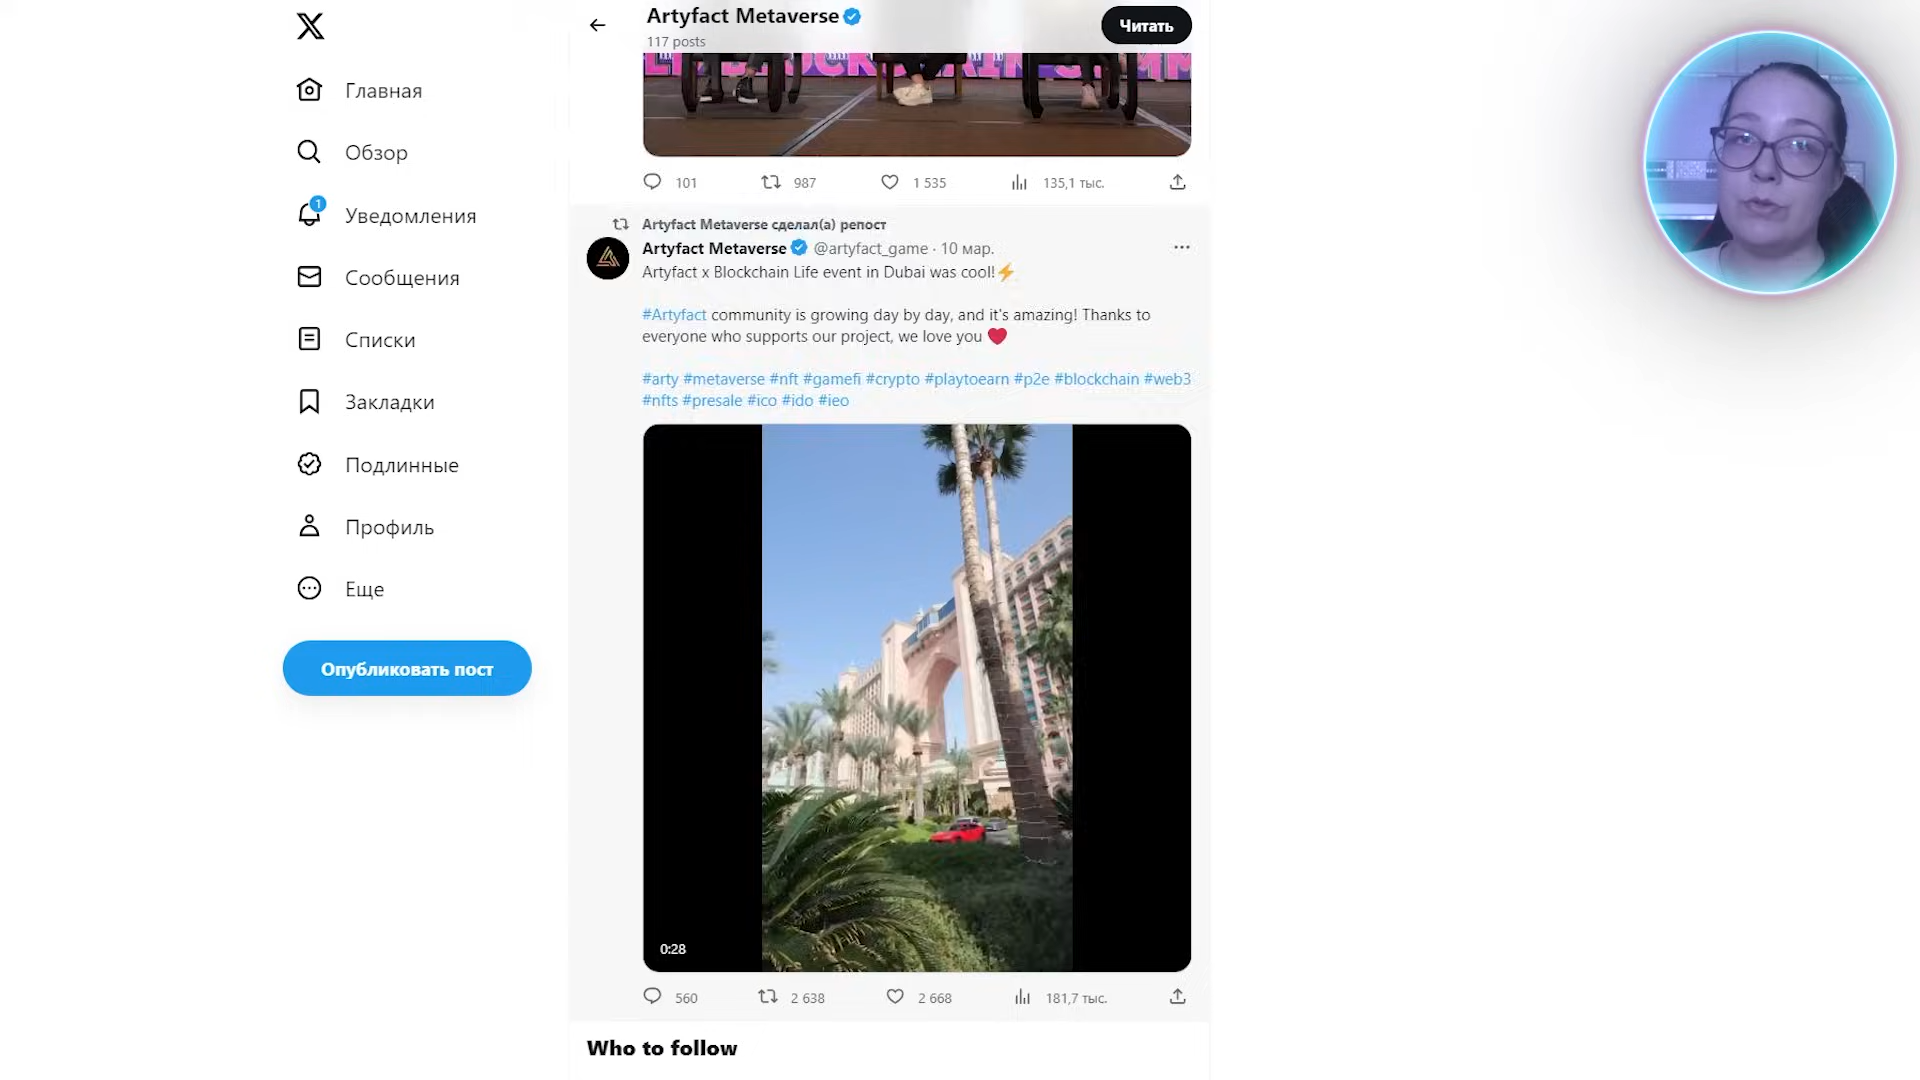 Главная
Обзор
1
Уведомления
Сообщения
Списки
Закладки
Подлинные
Профиль
Еще
Опубликовать пост
Artyfact Metaverse
117 posts
Читать
101 987 1 535 135,1 тыс.
Artyfact Metaverse сделал(а) репост
Artyfact Metaverse @artyfact_game · 10 мар.
Artyfact x Blockchain Life event in Dubai was cool!⚡
#Artyfact community is growing day by day, and it's amazing! Thanks to
everyone who supports our project, we love you ❤
#arty #metaverse #nft #gamefi #crypto #playtoearn #p2e #blockchain #web3
#nfts #presale #ico #ido #ieo
0:28
560 2 638 2 668 181,7 тыс.
Who to follow